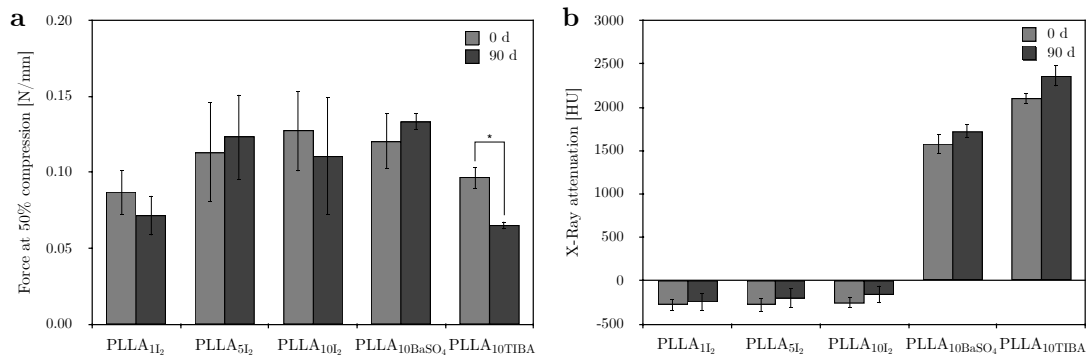 a
Force at 50% compression [N/mm]
0.20
0.15
0.10
0.05
0.00
0 d
90 d
*
PLLA1I2 PLLA5I2 PLLA10I2 PLLA10BaSO4 PLLA10TIBA
b
X-Ray attenuation [HU]
3000
2500
2000
1500
1000
500
0
-500
0 d
90 d
PLLA1I2 PLLA5I2 PLLA10I2 PLLA10BaSO4 PLLA10TIBA